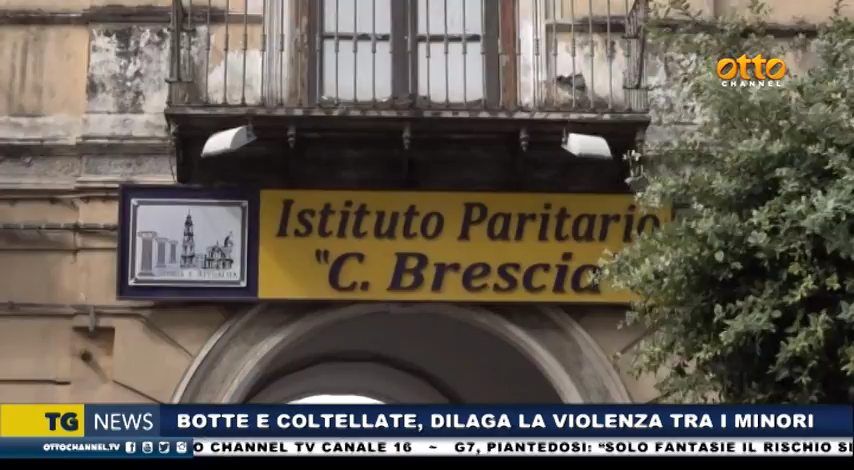 otto
CHANNEL
Istituto Paritario
"C. Brescia
TG NEWS
BOTTE E COLTELLATE, DILAGA LA VIOLENZA TRA I MINORI
OTTOCHANNEL.TV
O CHANNEL TV CANALE 16 ~ G7, PIANTEDOSI: "SOLO FANTASIE IL RISCHIO SI